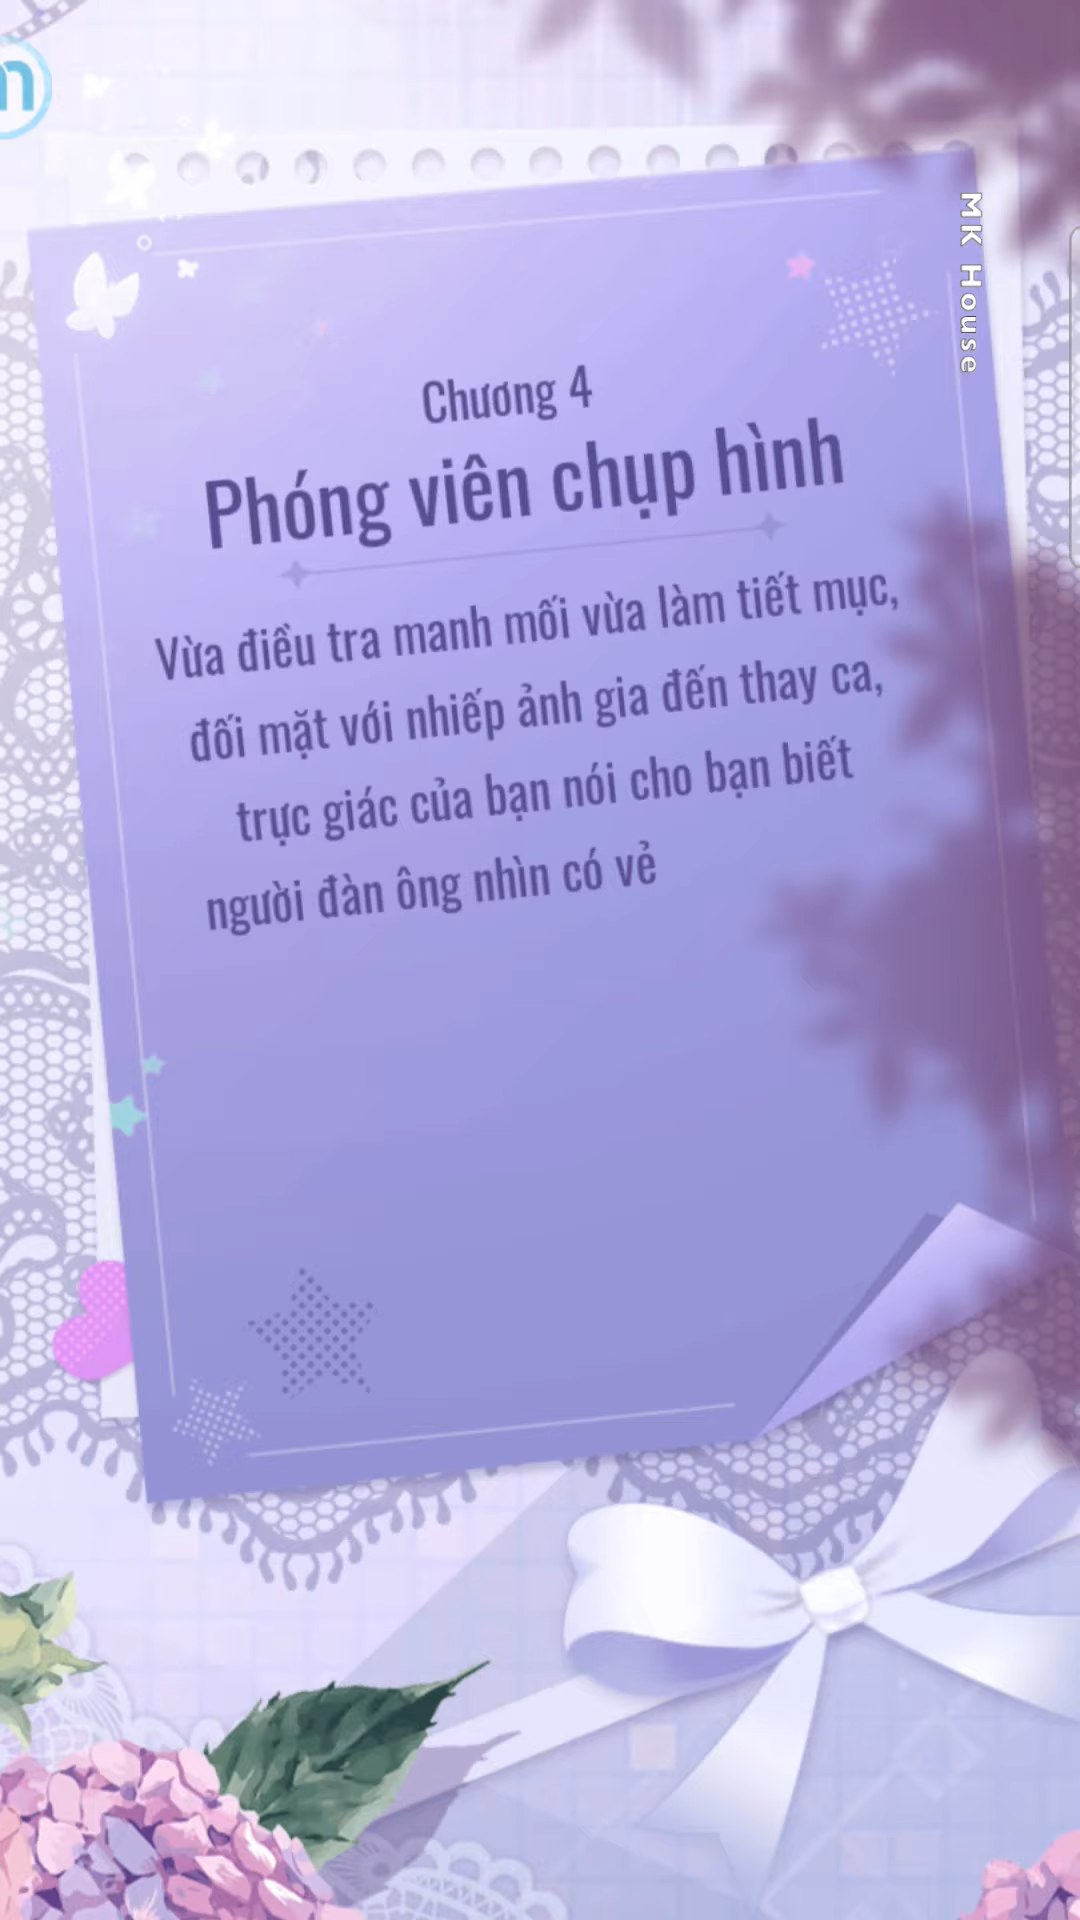 Chương 4
Phóng viên chụp hình
Vừa điều tra manh mối vừa làm tiết mục,
đối mặt với nhiếp ảnh gia đến thay ca,
trực giác của bạn nói cho bạn biết
người đàn ông nhìn có vẻ
MK House